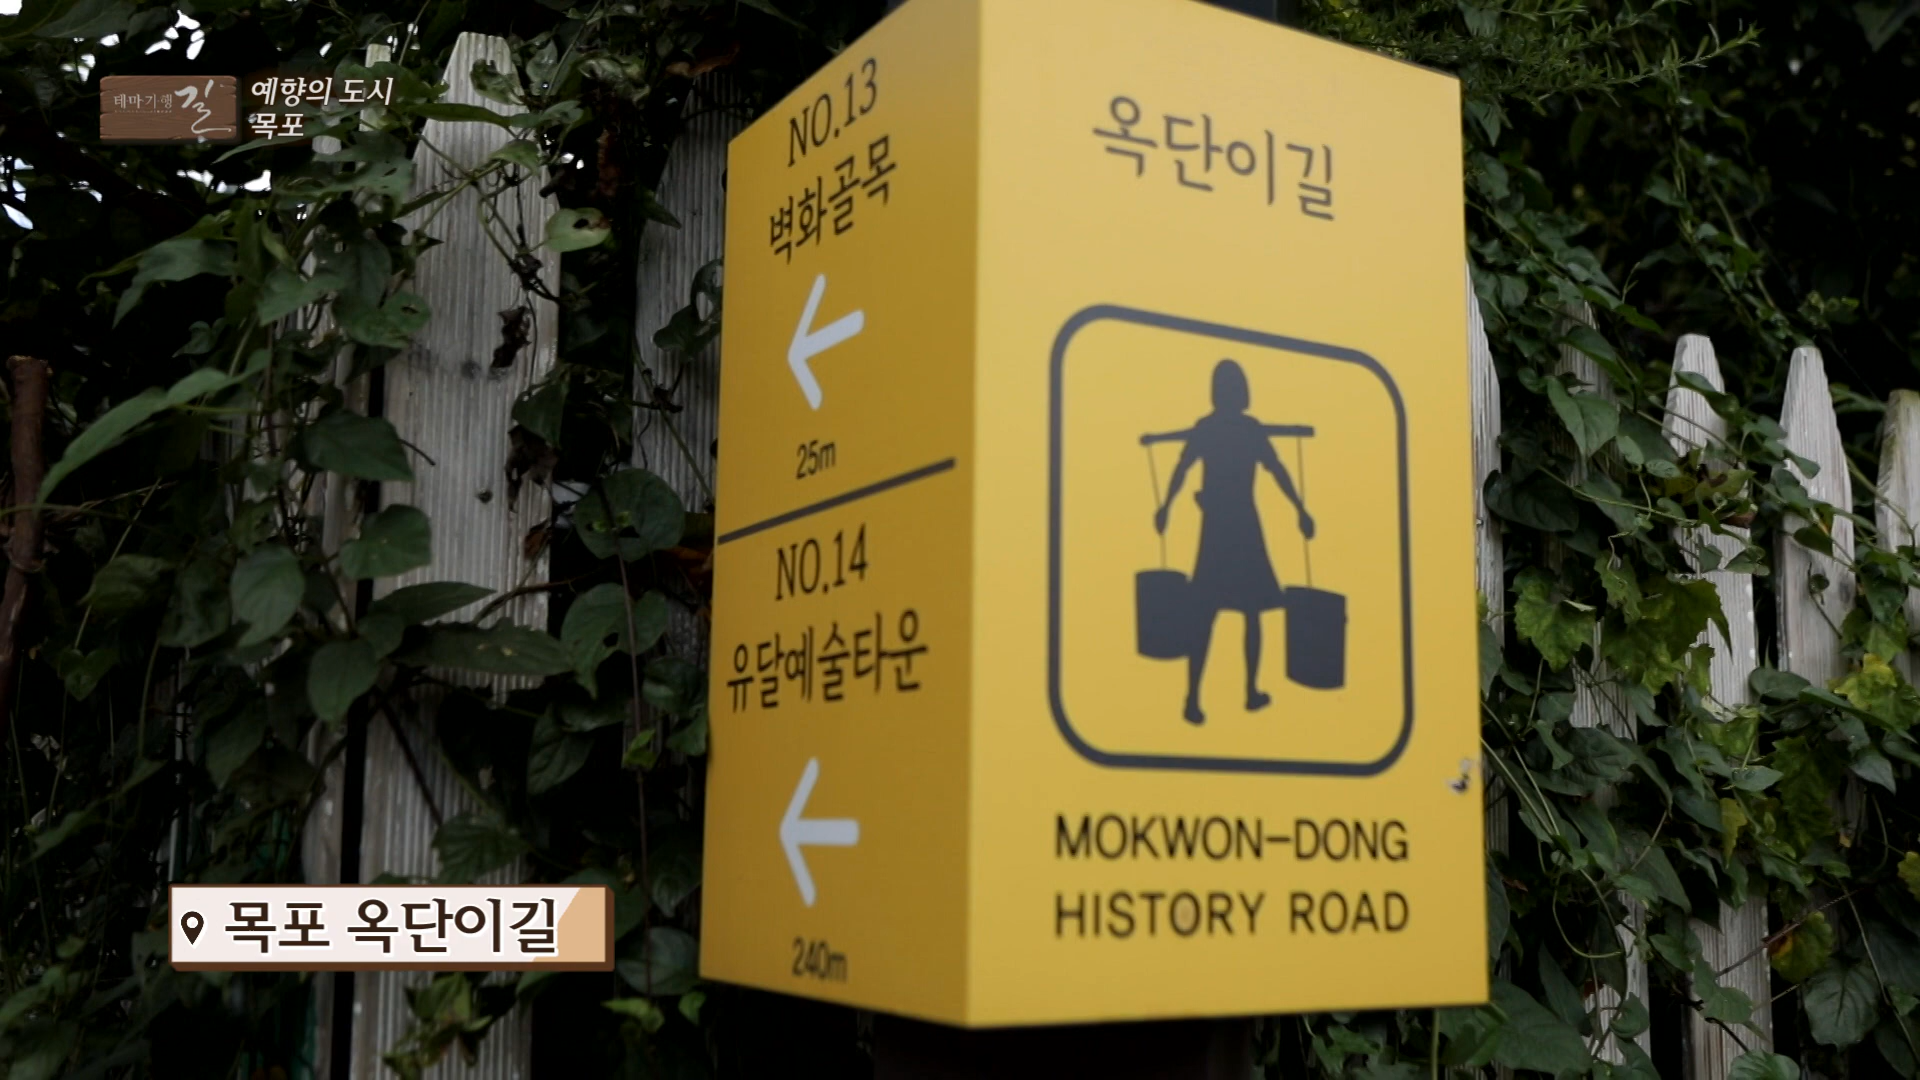 테마기행 길
예향의 도시
목포
NO.13
벽화골목
25m
NO.14
유달예술타운
240m
옥단이길
MOKWON-DONG
HISTORY ROAD
목포 옥단이길